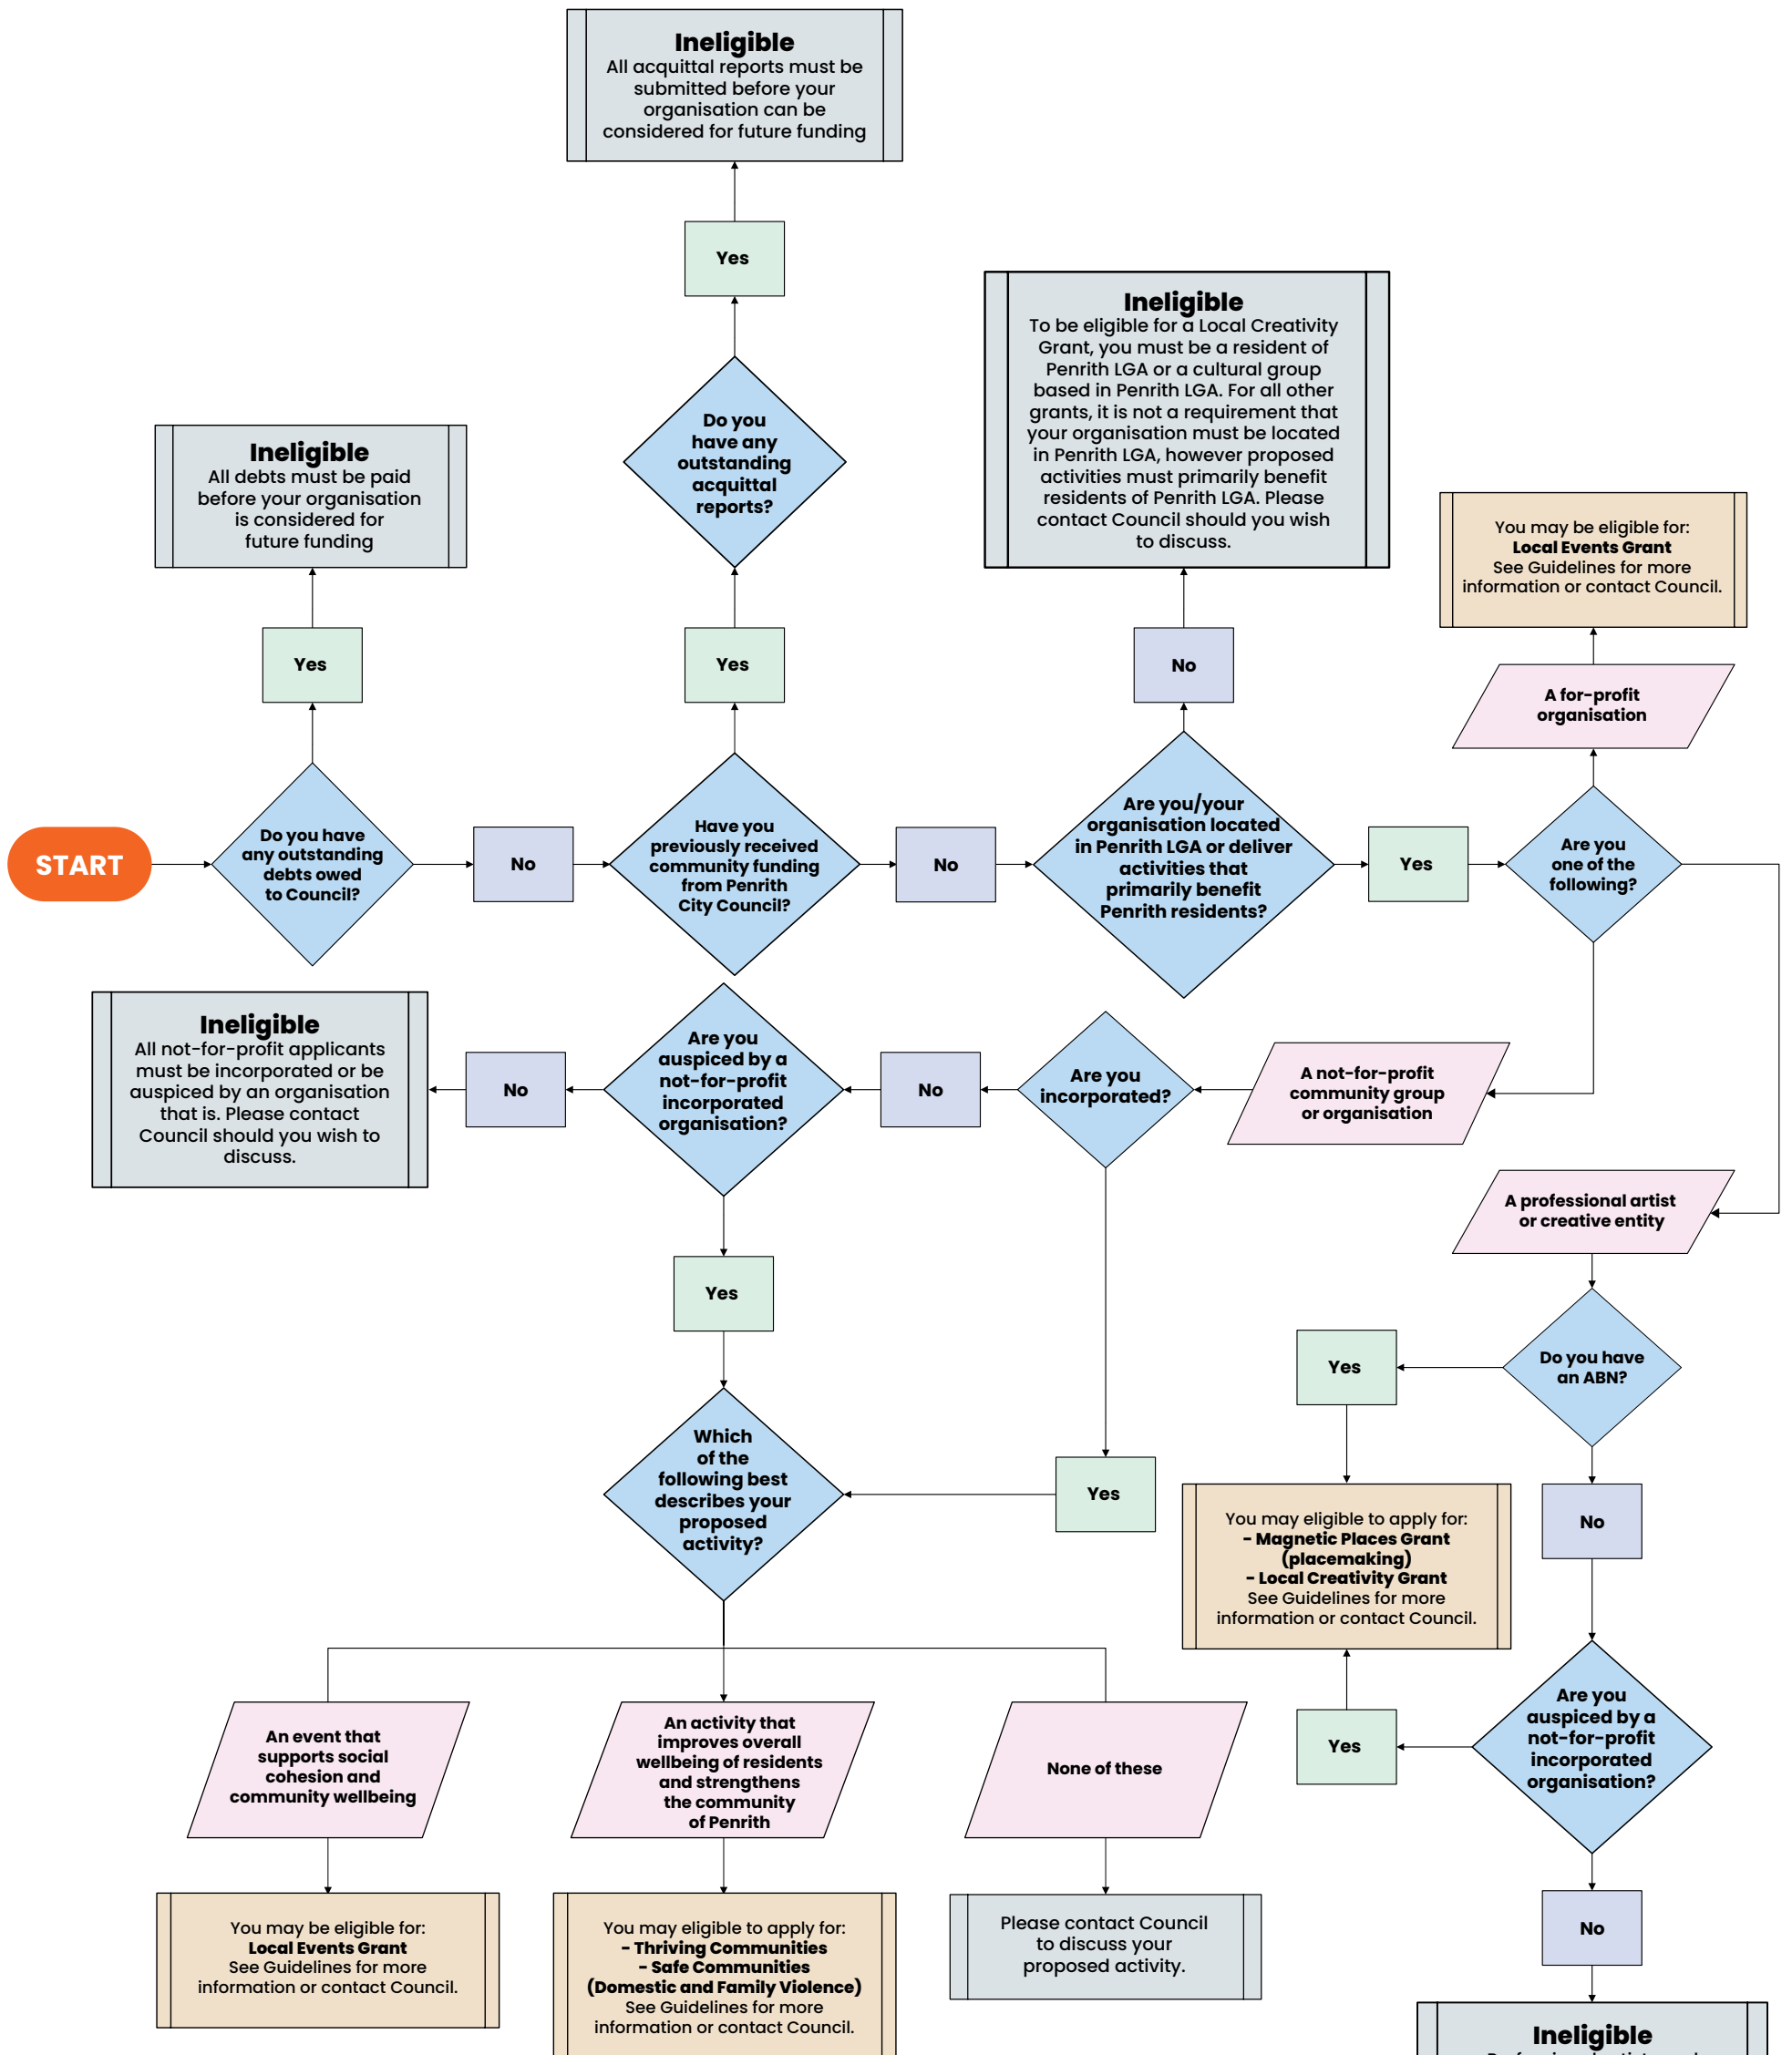 Ineligible
All acquittal reports must be
submitted before your
organisation can be
considered for future funding
Yes
Do you
have any
outstanding
acquittal
reports?
Yes
Ineligible
All debts must be paid
before your organisation
is considered for
future funding
Yes
Ineligible
To be eligible for a Local Creativity
Grant, you must be a resident of
Penrith LGA or a cultural group
based in Penrith LGA. For all other
grants, it is not a requirement that
your organisation must be located
in Penrith LGA, however proposed
activities must primarily benefit
residents of Penrith LGA. Please
contact Council should you wish
to discuss.
No
You may be eligible for:
Local Events Grant
See Guidelines for more
information or contact Council.
A for-profit
organisation
START
Do you have
any outstanding
debts owed
to Council?
No
Have you
previously received
community funding
from Penrith
City Council?
No
Are you/your
organisation located
in Penrith LGA or deliver
activities that
primarily benefit
Penrith residents?
Yes
Are you
one of the
following?
Ineligible
All not-for-profit applicants
must be incorporated or be
auspiced by an organisation
that is. Please contact
Council should you wish to
discuss.
No
Are you
auspiced by a
not-for-profit
incorporated
organisation?
No
Are you
incorporated?
A not-for-profit
community group
or organisation
A professional artist
or creative entity
Yes
Yes
Do you have
an ABN?
Which
of the
following best
describes your
proposed
activity?
Yes
You may eligible to apply for:
- Magnetic Places Grant
(placemaking)
- Local Creativity Grant
See Guidelines for more
information or contact Council.
No
An event that
supports social
cohesion and
community wellbeing
An activity that
improves overall
wellbeing of residents
and strengthens
the community
of Penrith
None of these
Yes
Are you
auspiced by a
not-for-profit
incorporated
organisation?
You may be eligible for:
Local Events Grant
See Guidelines for more
information or contact Council.
You may eligible to apply for:
- Thriving Communities
- Safe Communities
(Domestic and Family Violence)
See Guidelines for more
information or contact Council.
Please contact Council
to discuss your
proposed activity.
No
Ineligible